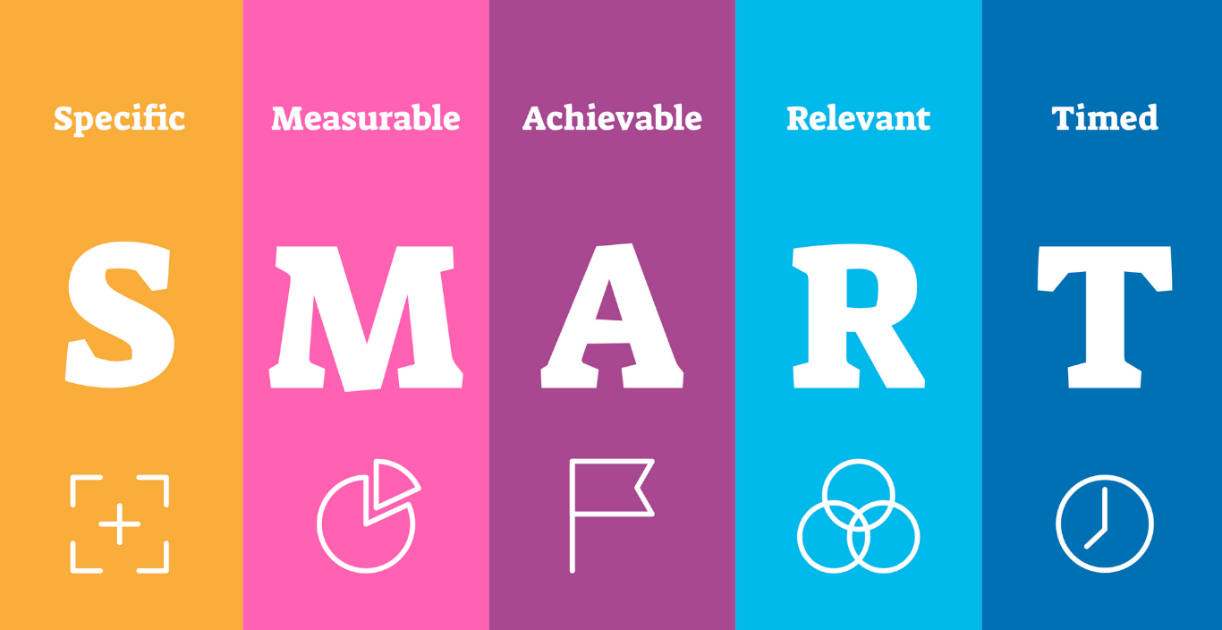 Specific
Measurable
Achievable
Relevant
Timed
S
M
A
R
T